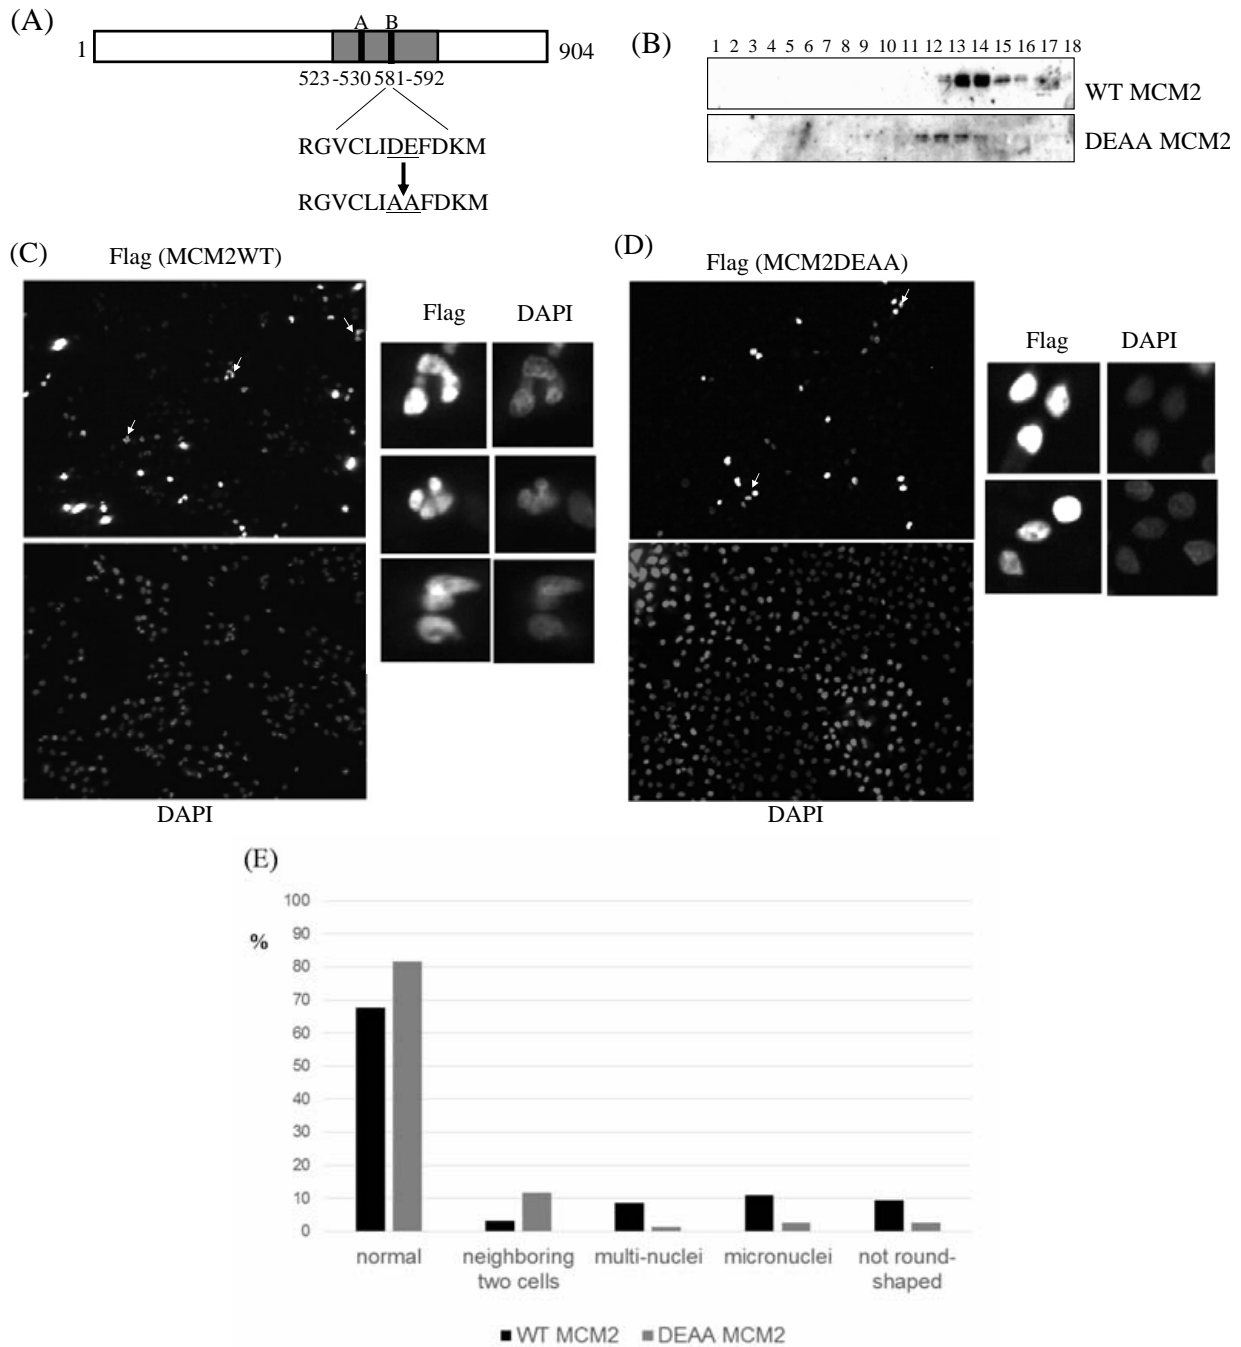 (A)
A B
1 904
523 -530 581-592
RGVCLIDEFDKM
RGVCLIAAFDKM
(B)
1 2 3 4 5 6 7 8 9 10 11 12 13 14 15 16 17 18
WT MCM2
DEAA MCM2
(C)
Flag (MCM2WT)
Flag DAPI
DAPI
(D)
Flag (MCM2DEAA)
Flag DAPI
DAPI
(E)
%
100
90
80
70
60
50
40
30
20
10
0
normal
neighboring
two cells
multi-nuclei
micronuclei
not round-
shaped
WT MCM2 DEAA MCM2